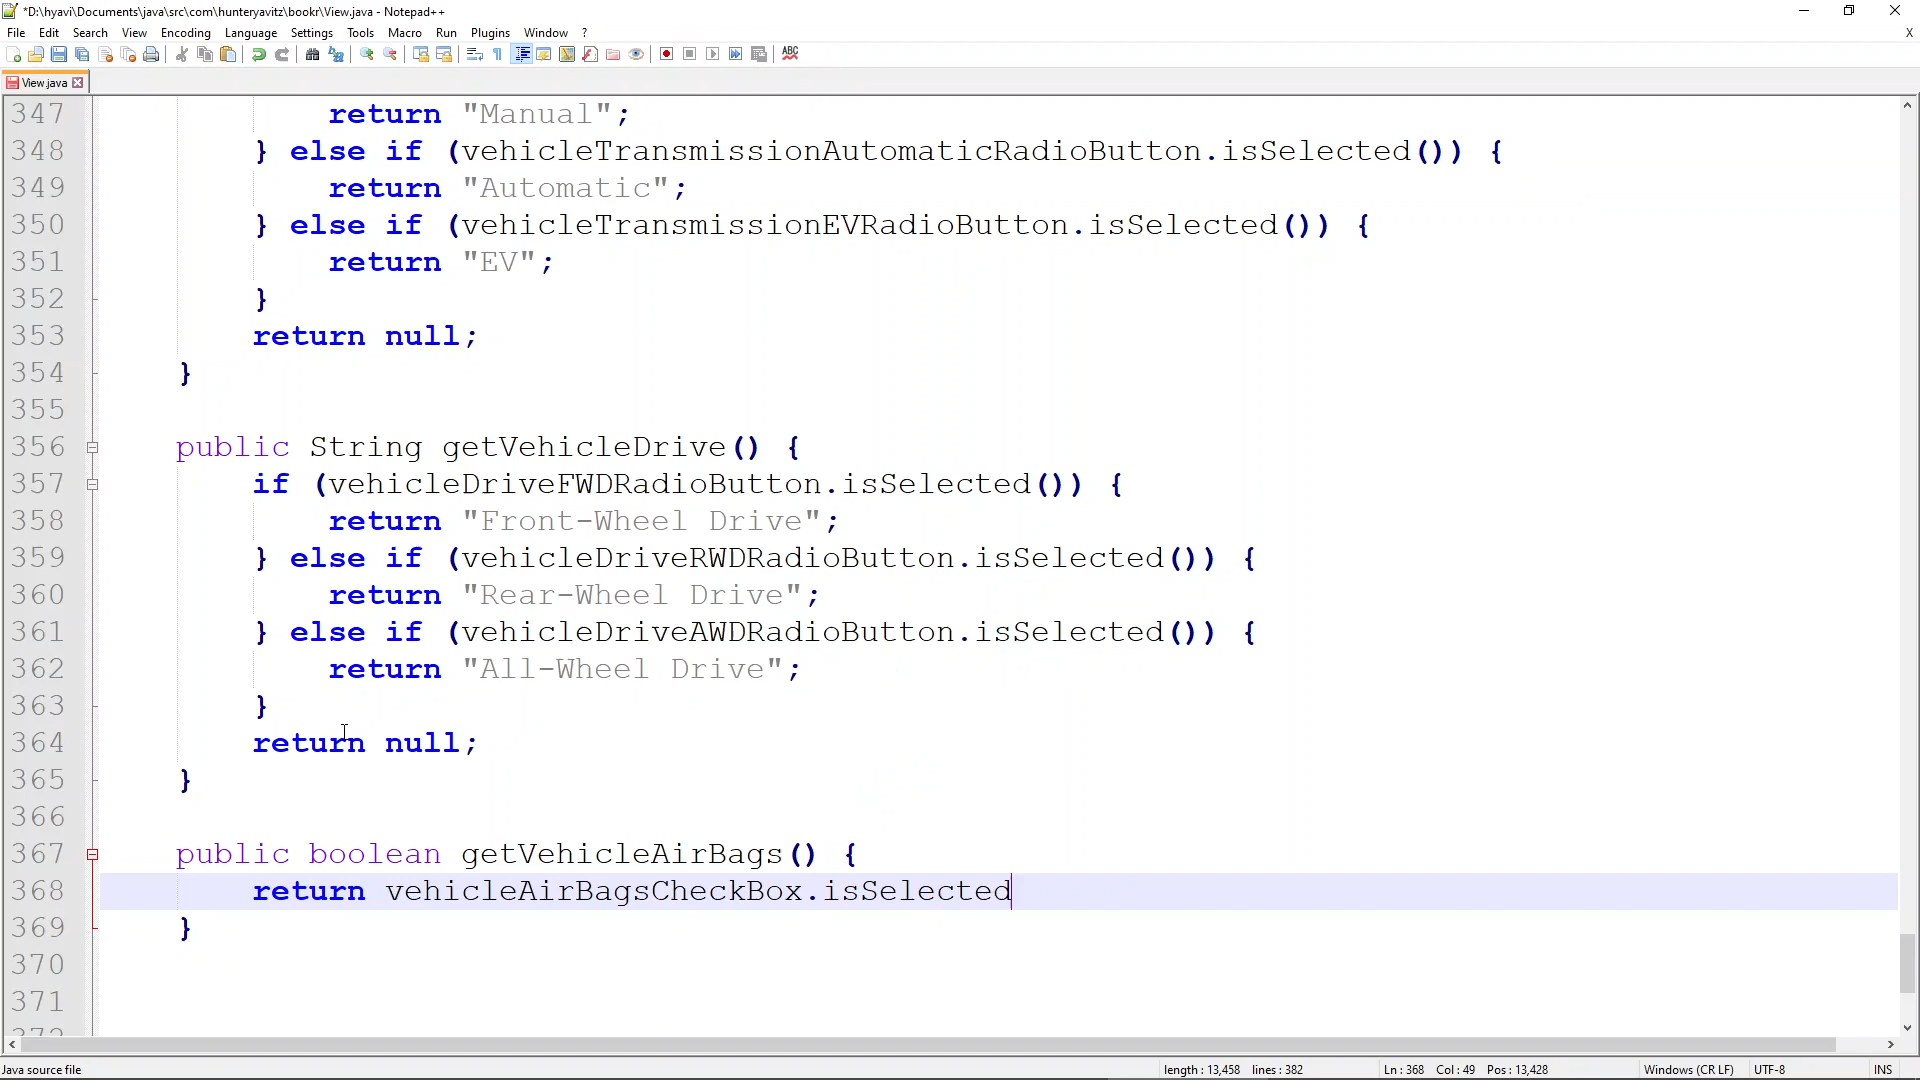 *D:\hyavi\Documents\java\src\com\hunteryavitz\bookr\View.java - Notepad++
File Edit Search View Encoding Language Settings Tools Macro Run Plugins Window ? X
ABC
View.java
347 return "Manual";
348 } else if (vehicleTransmissionAutomaticRadioButton.isSelected()) {
349 return "Automatic";
350 } else if (vehicleTransmissionEVRadioButton.isSelected()) {
351 return "EV";
352 }
353 return null;
354 }
355
356 public String getVehicleDrive() {
357 if (vehicleDriveFWDRadioButton.isSelected()) {
358 return "Front-Wheel Drive";
359 } else if (vehicleDriveRWDRadioButton.isSelected()) {
360 return "Rear-Wheel Drive";
361 } else if (vehicleDriveAWDRadioButton.isSelected()) {
362 return "All-Wheel Drive";
363 }
364 return null;
365 }
366
367 public boolean getVehicleAirBags() {
368 return vehicleAirBagsCheckBox.isSelected
369 }
370
371
372
Java source file length : 13,458 lines : 382 Ln : 368 Col : 49 Pos : 13,428 Windows (CR LF) UTF-8 INS